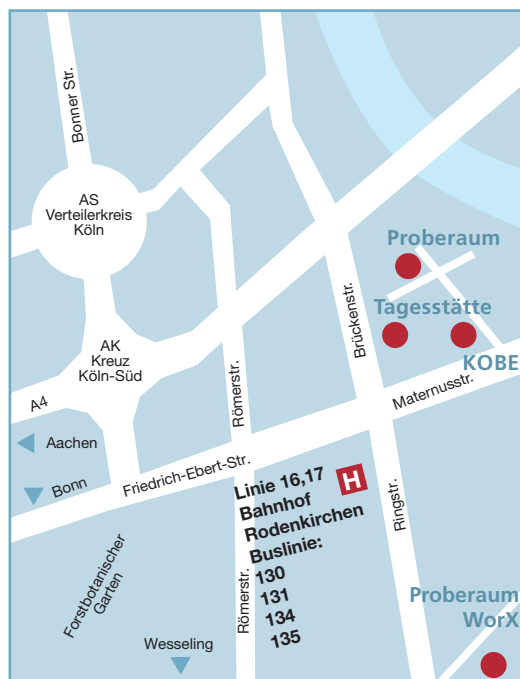 Bonner Str.
AS
Verteilerkreis
Köln
Proberaum
Tagesstätte
Brückenstr.
AK
Kreuz
Köln-Süd
KOBE
Römerstr.
Maternusstr.
A4
Aachen
Bonn
Friedrich-Ebert-Str.
Linie 16,17
H
Bahnhof
Rodenkirchen
Buslinie:
130
131
134
135
Ringstr.
Forstbotanischer
Garten
Römerstr.
Proberaum
WorX
Wesseling